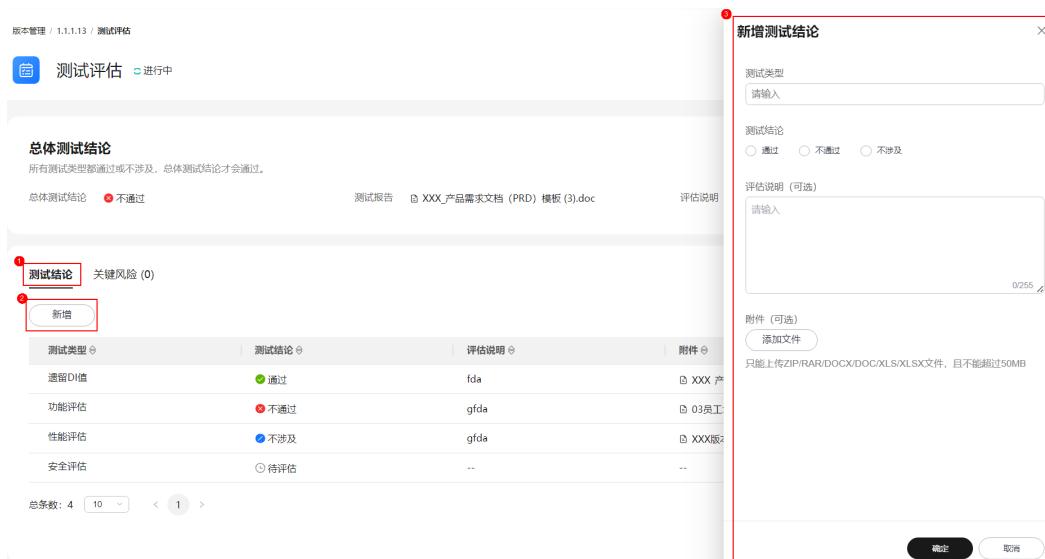 版本管理 / 1.1.1.13 / 测试评估
测试评估 进行中
总体测试结论
所有测试类型都通过或不涉及，总体测试结论才会通过。
总体测试结论 不通过 测试报告 XXX_产品需求文档（PRD）模板 (3).doc 评估说明
1
测试结论 关键风险 (0)
2
新增
测试类型 测试结论 评估说明 附件
遗留DI值 通过 fda XXX_产
功能评估 不通过 gfda 03员工
性能评估 不涉及 gfda XXX版本
安全评估 待评估 -- --
总条数：4 10 < 1 >
3
新增测试结论
测试类型
请输入
测试结论
通过 不通过 不涉及
评估说明（可选）
请输入
0/255
附件（可选）
添加文件
只能上传ZIP/RAR/DOCX/DOC/XLS/XLSX文件，且不能超过50MB
确定 取消